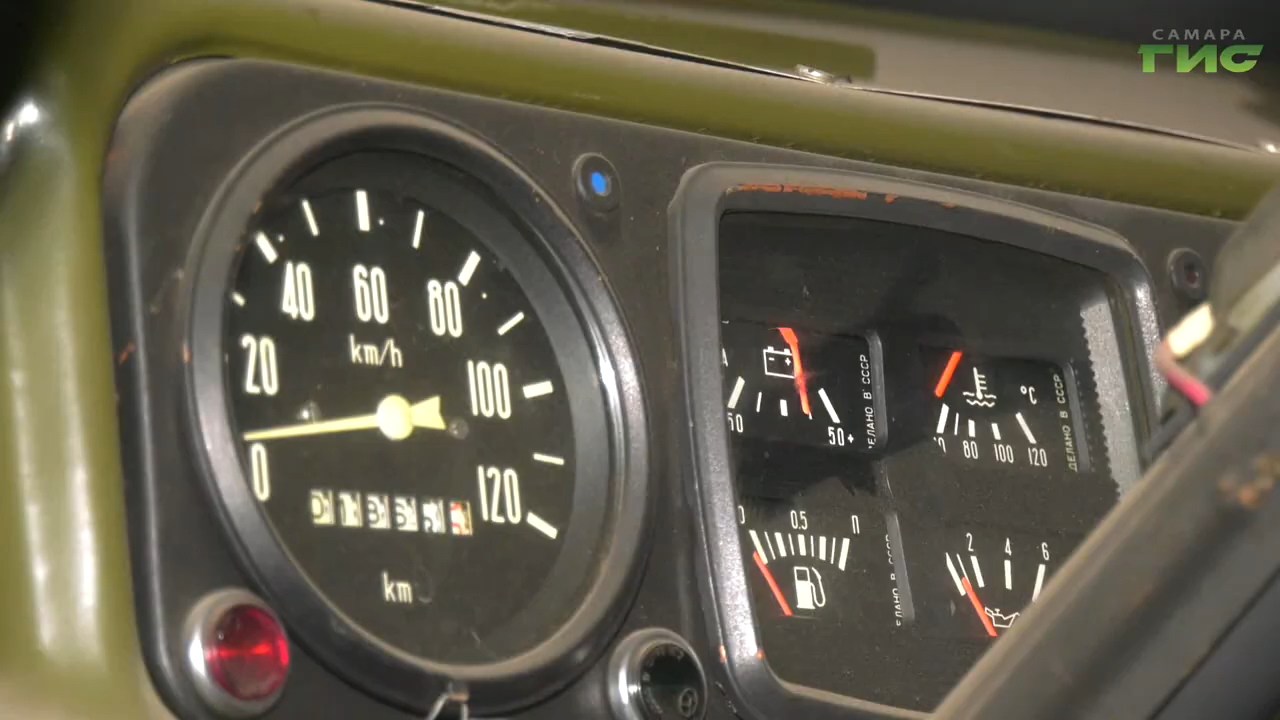 САМАРА
ГИС
20
40
60
80
100
120
0
km/h
km
50+
ДЕЛАНО В СССР
80
100
120
°C
ДЕЛАНО В СССР
0
0.5
П
2
4
6